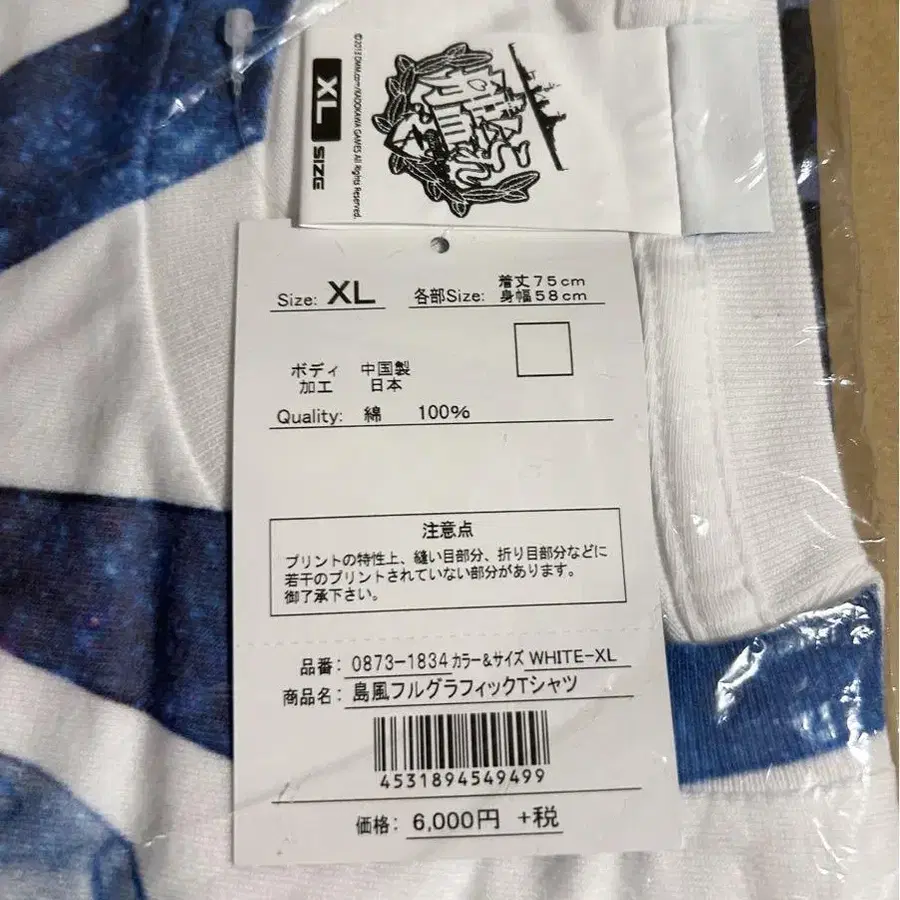 XL SIZE
©2013 DMM.com/KADOKAWA GAMES All Rights Reserved.
艦これ
Size: XL 各部Size: 着丈75cm
身幅58cm
ボディ 中国製
加工 日本
Quality: 綿 100%
注意点
プリントの特性上、縫い目部分、折り目部分などに
若干のプリントされていない部分があります。
御了承下さい。
品番: 0873-1834 カラー&サイズ WHITE-XL
商品名: 島風フルグラフィックTシャツ
4531894549499
価格: 6,000円 +税